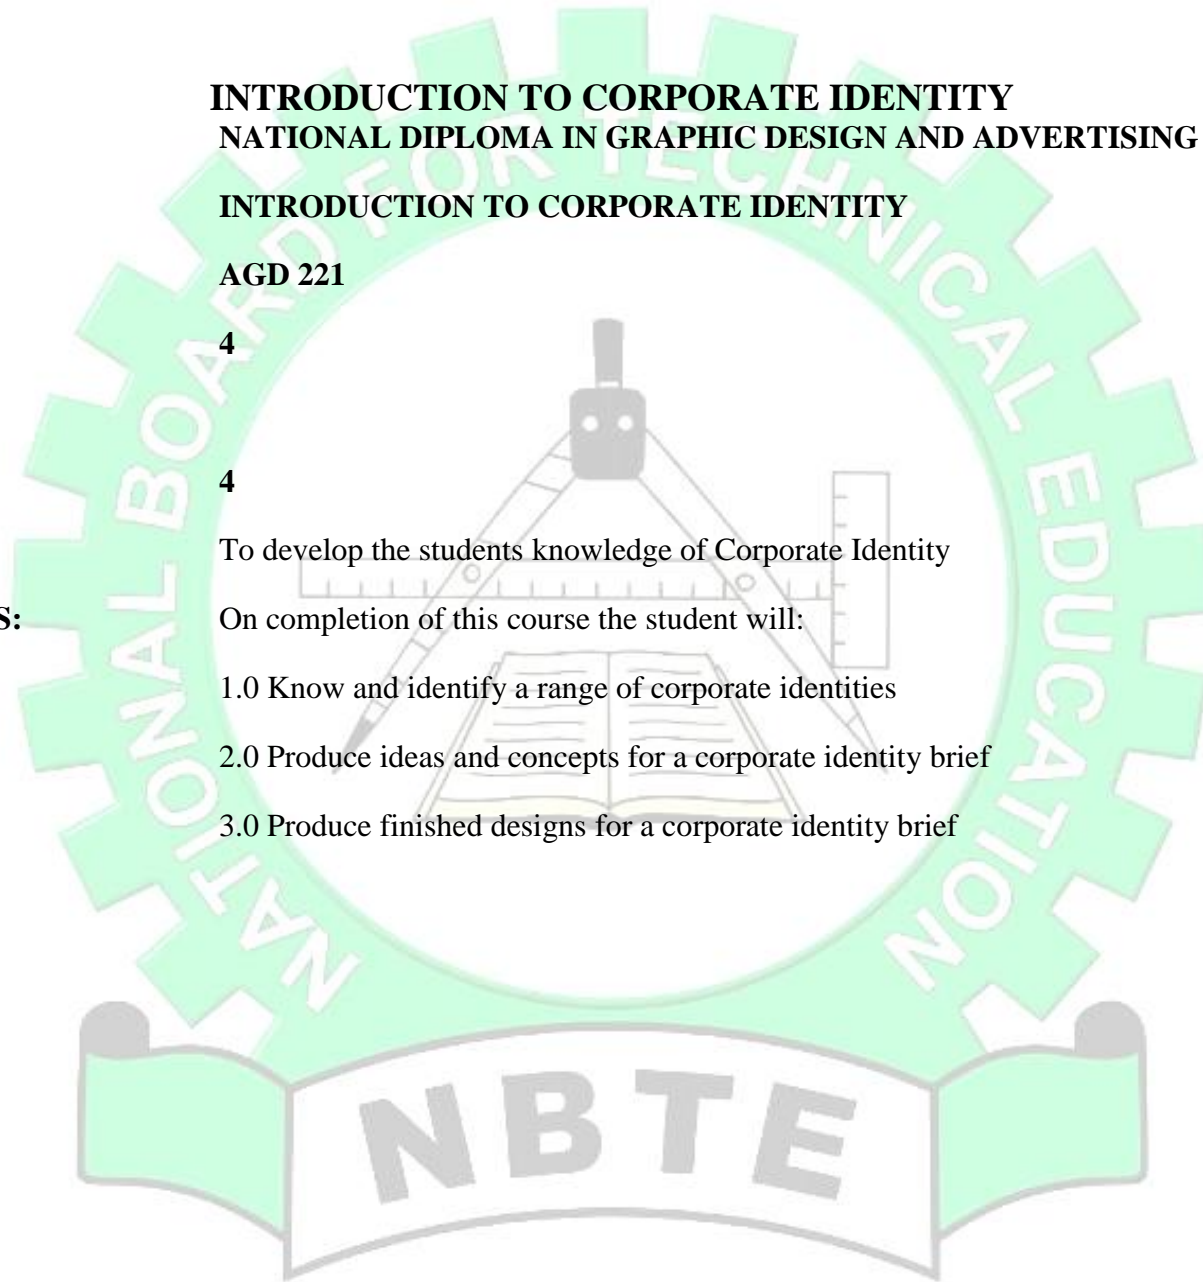 INTRODUCTION TO CORPORATE IDENTITY
NATIONAL DIPLOMA IN GRAPHIC DESIGN AND ADVERTISING
INTRODUCTION TO CORPORATE IDENTITY
AGD 221
4
4
To develop the students knowledge of Corporate Identity
S: On completion of this course the student will:
1.0 Know and identify a range of corporate identities
2.0 Produce ideas and concepts for a corporate identity brief
3.0 Produce finished designs for a corporate identity brief
NATIONAL BOARD FOR TECHNICAL EDUCATION
NBTE